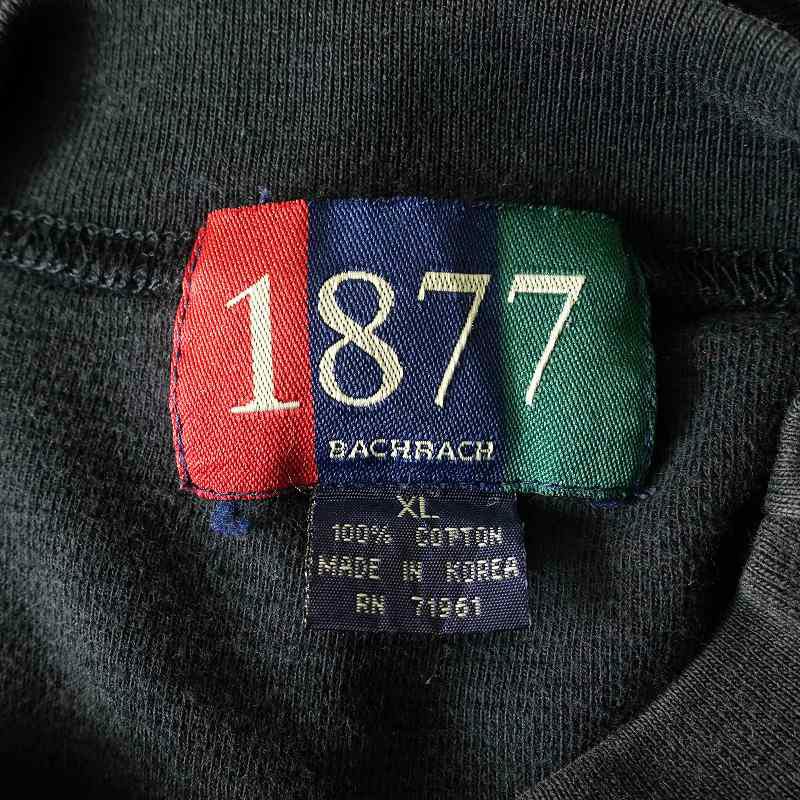 1877
BACHRACH
XL
100% COTTON
MADE IN KOREA
RN 71961